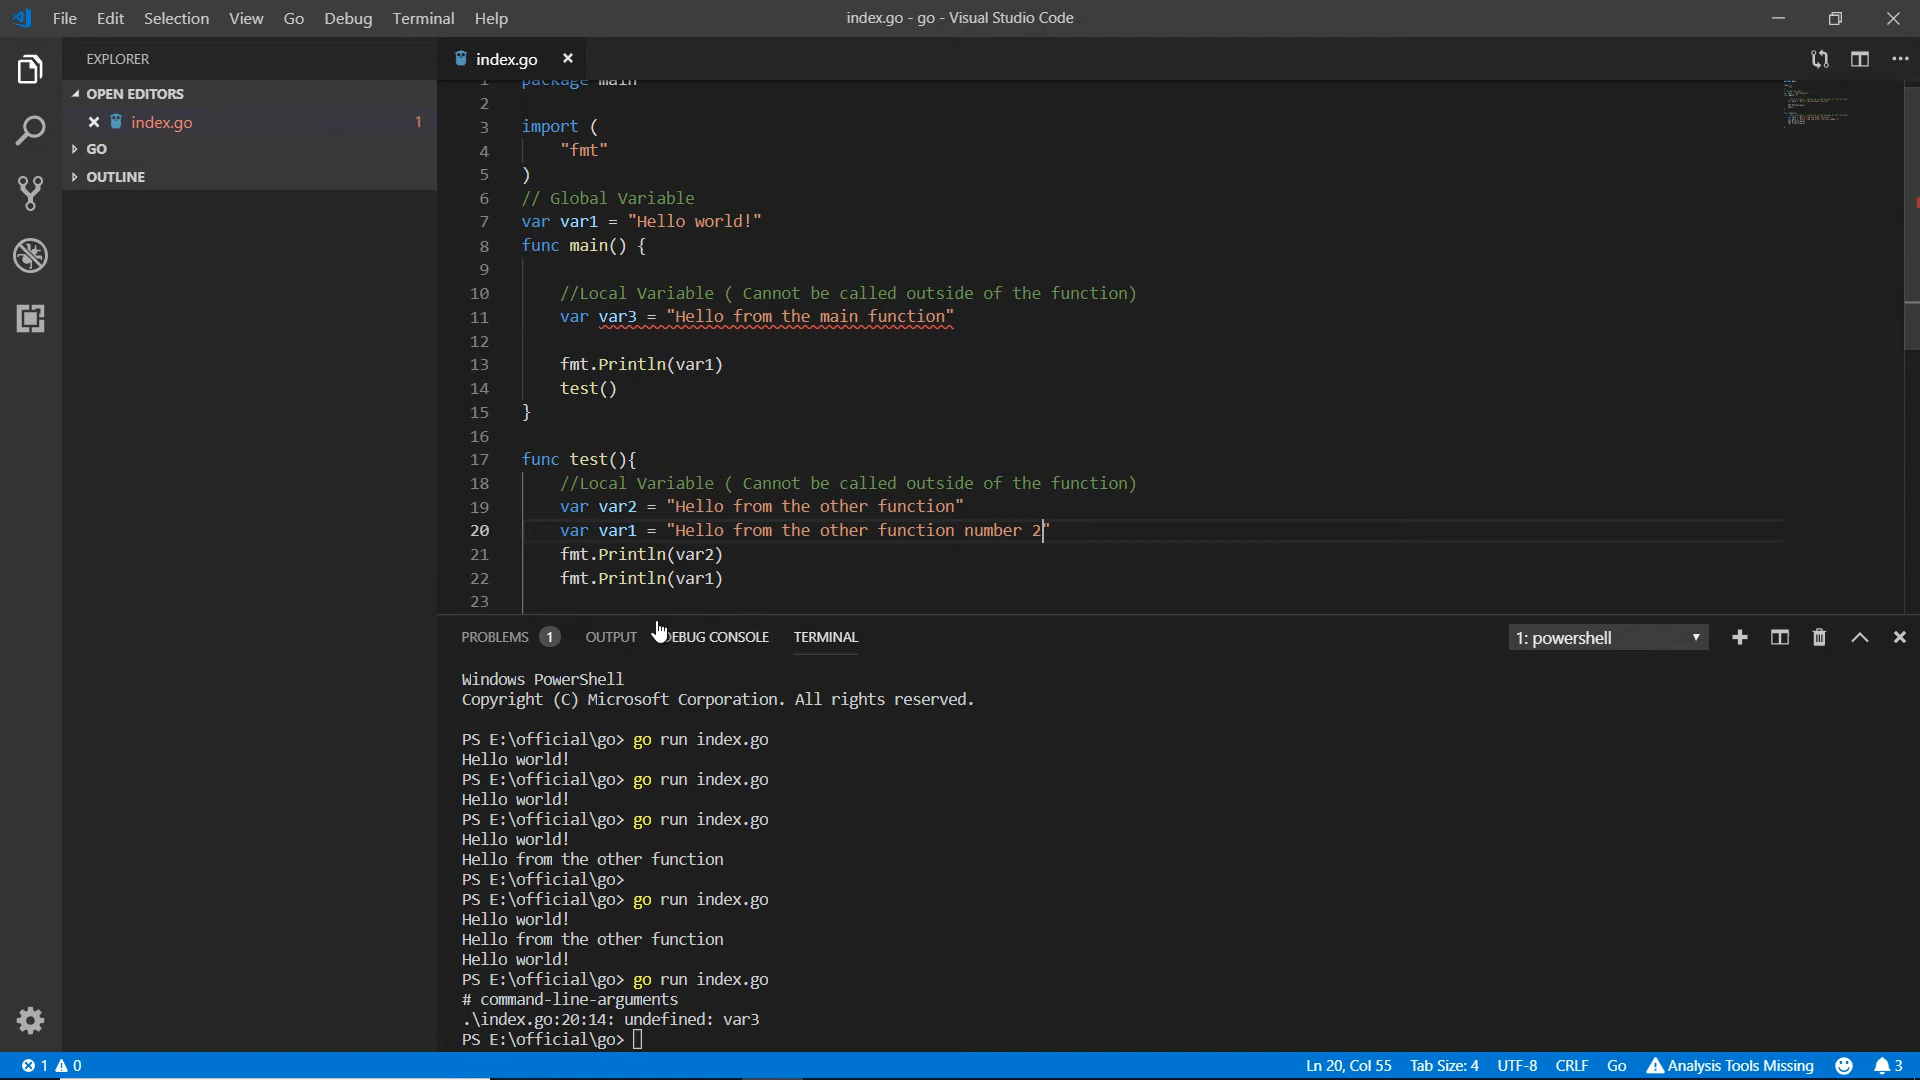 File Edit Selection View Go Debug Terminal Help
index.go - go - Visual Studio Code
EXPLORER
OPEN EDITORS
index.go 1
GO
OUTLINE
index.go
1 package main
2
3 import (
4 "fmt"
5 )
6 // Global Variable
7 var var1 = "Hello world!"
8 func main() {
9
10 //Local Variable ( Cannot be called outside of the function)
11 var var3 = "Hello from the main function"
12
13 fmt.Println(var1)
14 test()
15 }
16
17 func test(){
18 //Local Variable ( Cannot be called outside of the function)
19 var var2 = "Hello from the other function"
20 var var1 = "Hello from the other function number 2"
21 fmt.Println(var2)
22 fmt.Println(var1)
23
PROBLEMS 1 OUTPUT DEBUG CONSOLE TERMINAL
1: powershell
Windows PowerShell
Copyright (C) Microsoft Corporation. All rights reserved.
PS E:\official\go> go run index.go
Hello world!
PS E:\official\go> go run index.go
Hello world!
PS E:\official\go> go run index.go
Hello world!
Hello from the other function
PS E:\official\go>
PS E:\official\go> go run index.go
Hello world!
Hello from the other function
Hello world!
PS E:\official\go> go run index.go
# command-line-arguments
.\index.go:20:14: undefined: var3
PS E:\official\go>
1 0
Ln 20, Col 55 Tab Size: 4 UTF-8 CRLF Go Analysis Tools Missing 3